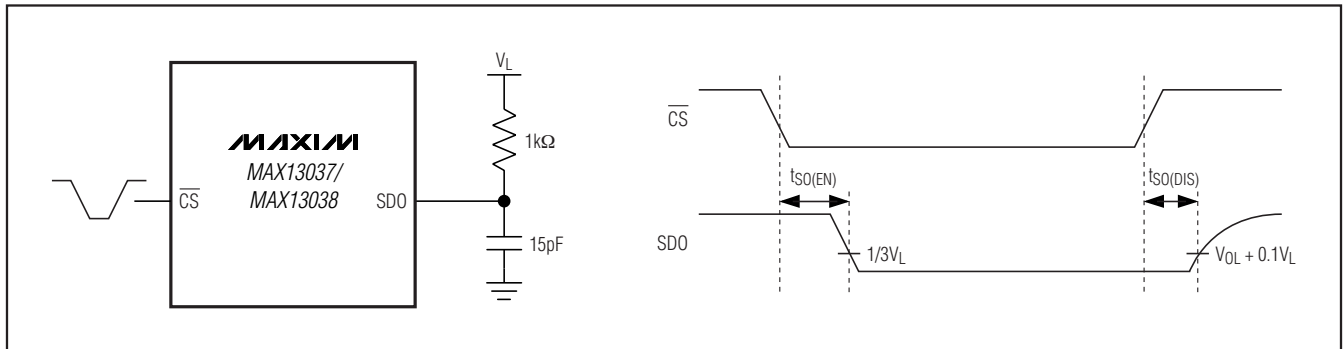 V_L
1kΩ
MAXIM
MAX13037/
MAX13038
CS
SDO
15pF
CS
t_SO(EN)
t_SO(DIS)
SDO
1/3V_L
V_OL + 0.1V_L